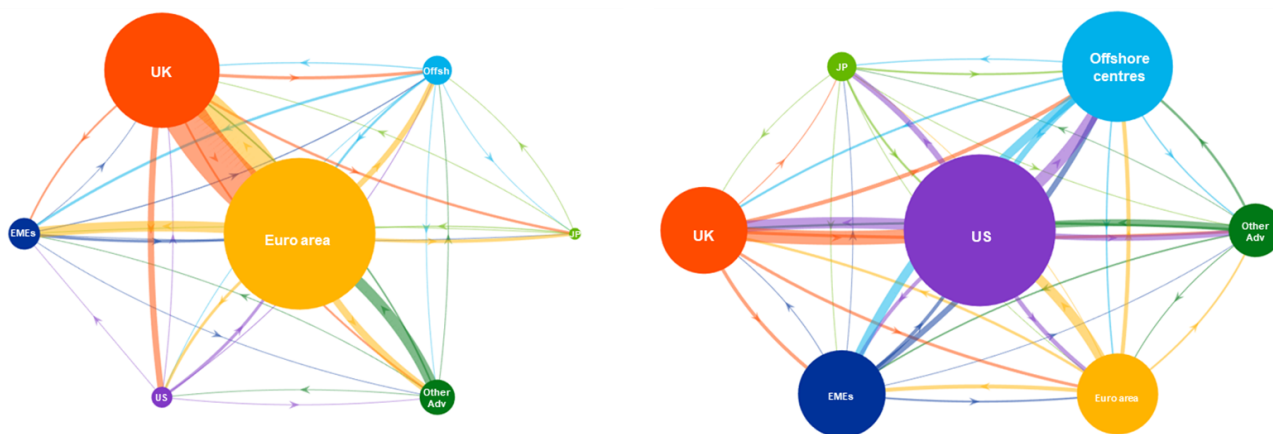 UK
Offsh
EMEs
Euro area
JP
US
Other
Adv
JP
Offshore
centres
UK
US
Other
Adv
EMEs
Euro area